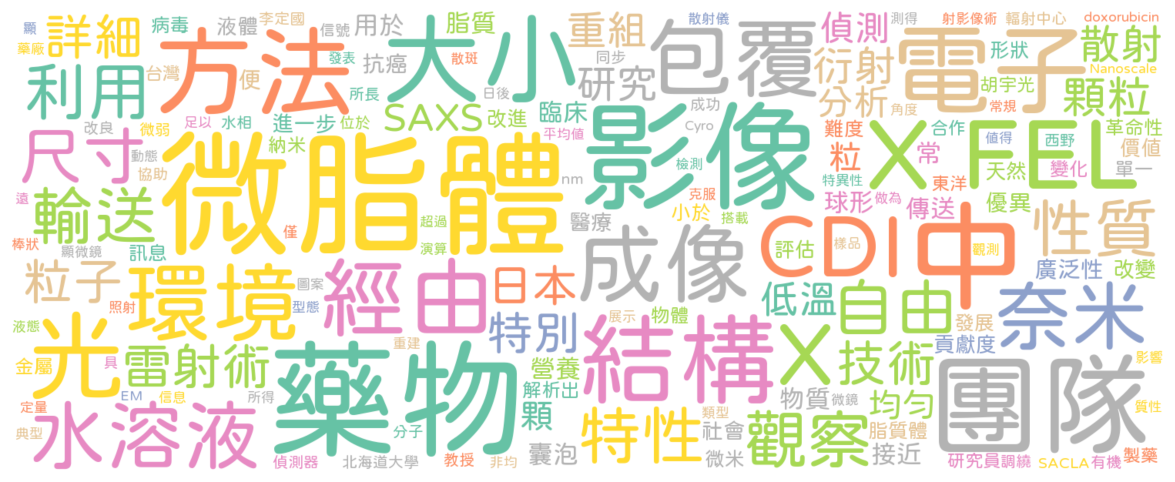 顯 詳細 病毒 液體 李定國 信號 用於 脂質 重組 散射儀 測得 偵測 射影像術 輻射中心 doxorubicin
藥廠 台灣 方法 便 發表 抗癌 大小 散斑 同步 包覆 衍射 電子 形狀 散射
利用 所長 日後 研究 分析 角度 胡宇光 常規 Nanoscale 顆粒
改良 微弱 足以 水相 進一步 位於 SAXS 改進 臨床 平均值 成功 Cyro 難度 合作 值得 西野 革命性
尺寸 動態 協助 納米 影像 檢測 粒 常 XFEL 天然 變化 價值 單一
微脂體 nm 克服 特異性 東洋 優異
輸送 遠 僅 超過 演算 醫療 小於 搭載 球形 做為 傳送 性質
棒狀 顯微鏡 訊息 成像 CDI 評估 樣品 中 觀測 廣泛性 改變
粒子 環境 圖案 經由 日本 低溫 自由 奈米
照射 型態 展示 物體 發展
液態 光 特別 結構 X 貢獻度
金屬 具 雷射術 重建 藥物 營養 技術 團隊 影響
定量 EM 信息 所得 解析出 物質 微鏡 均勻 質性
典型 水溶液 分子 顆 特性 類型 社會 觀察 脂質體
偵測器 北海道大學 教授 非均 囊泡 微米 接近 研究員 調繞 SACLA 有機 製藥